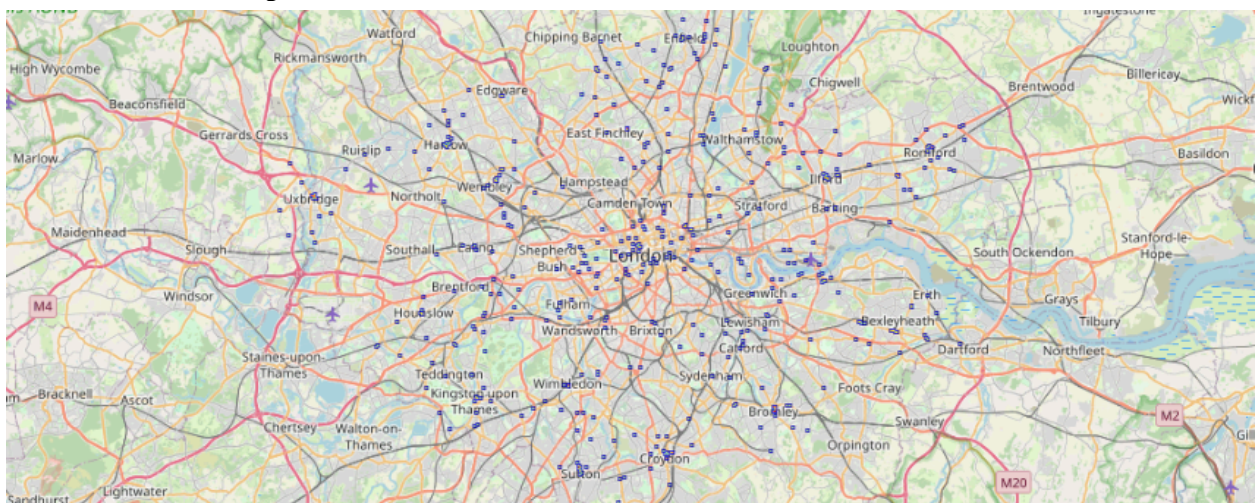 Ingatestone
Watford
Chipping Barnet
Enfield
Loughton
Rickmansworth
High Wycombe
Chigwell
Billericay
Brentwood
Edgware
Beaconsfield
Gerrards Cross
East Finchley
Walthamstow
Harrow
Ruislip
Romford
Marlow
Basildon
Wembley
Hampstead
Ilford
Uxbridge
Northolt
Camden Town
Stratford
Barking
Maidenhead
Slough
Southall
Ealing
Shepherd
Bush
London
South Ockendon
Stanford-le-
Hope
Windsor
Brentford
Greenwich
Erith
Grays
M4
Fulham
Hounslow
Wandsworth
Brixton
Lewisham
Bexleyheath
Tilbury
Catford
Dartford
Northfleet
Staines-upon-
Thames
Teddington
Wimbledon
Sydenham
Foots Cray
Bracknell
Ascot
Kingston upon
Thames
Bromley
Chertsey
Walton-on-
Thames
Swanley
M2
Orpington
Croydon
Sutton
M20
Lightwater
Sandhurst